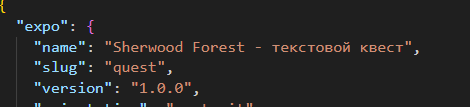 {
"expo": {
"name": "Sherwood Forest - текстовой квест",
"slug": "quest",
"version": "1.0.0",